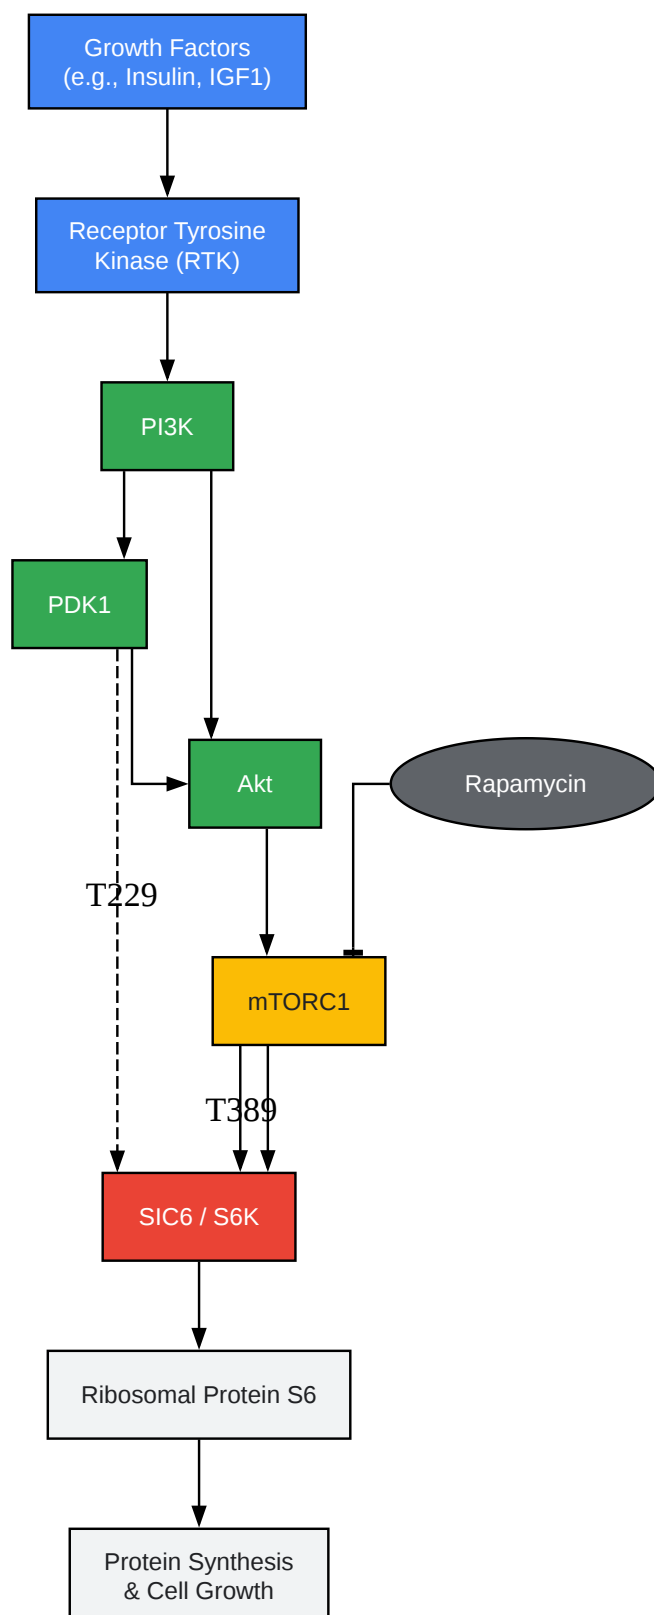 Growth Factors
(e.g., Insulin, IGF1)
Receptor Tyrosine
Kinase (RTK)
PI3K
PDK1
Akt
Rapamycin
T229
mTORC1
T389
SIC6 / S6K
Ribosomal Protein S6
Protein Synthesis
& Cell Growth